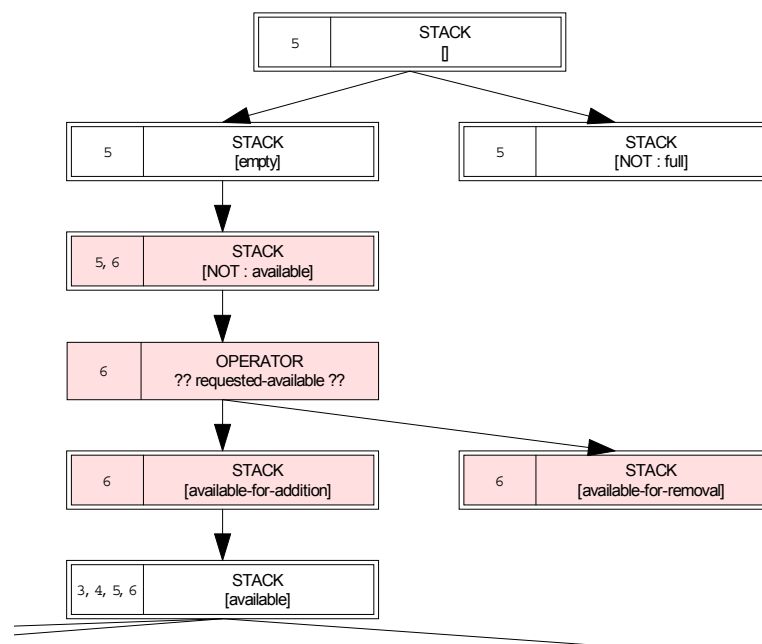 5
STACK
[]
5
STACK
[empty]
5
STACK
[NOT : full]
5, 6
STACK
[NOT : available]
6
OPERATOR
?? requested-available ??
6
STACK
[available-for-addition]
6
STACK
[available-for-removal]
3, 4, 5, 6
STACK
[available]